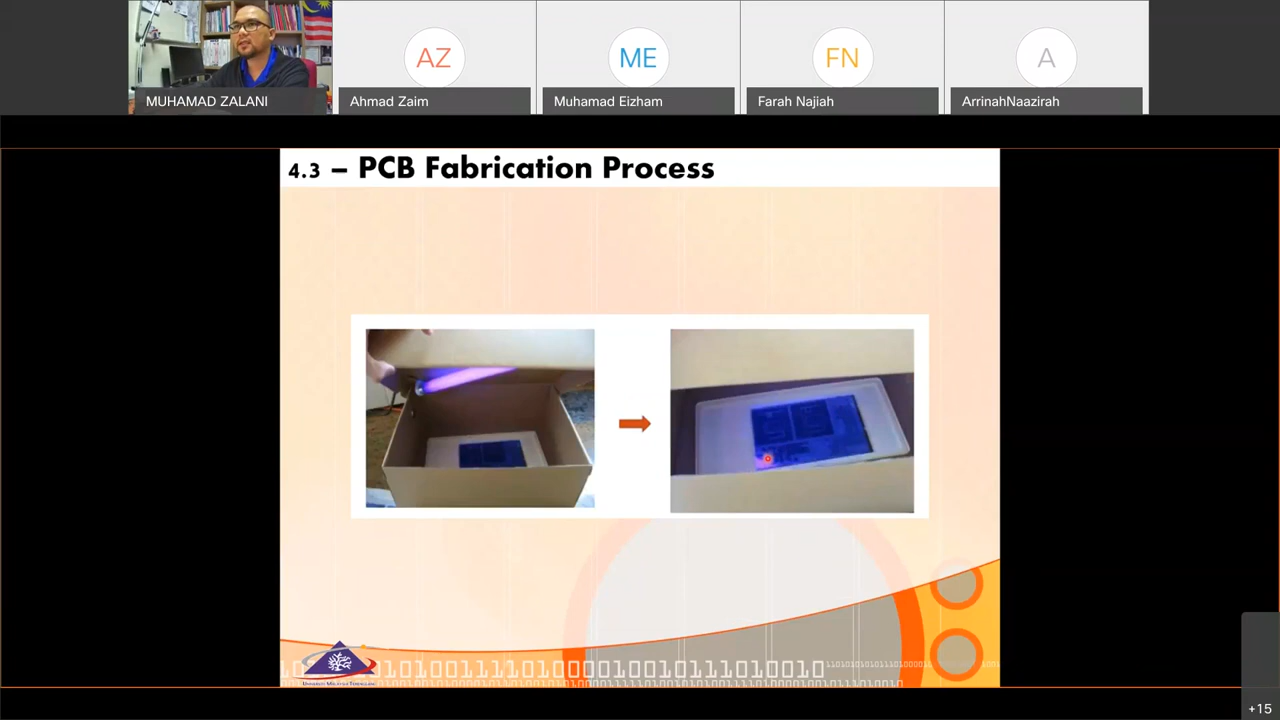 AZ
ME
FN
A
MUHAMAD ZALANI
Ahmad Zaim
Muhamad Eizham
Farah Najiah
ArrinahNaazirah
4.3 – PCB Fabrication Process
+15